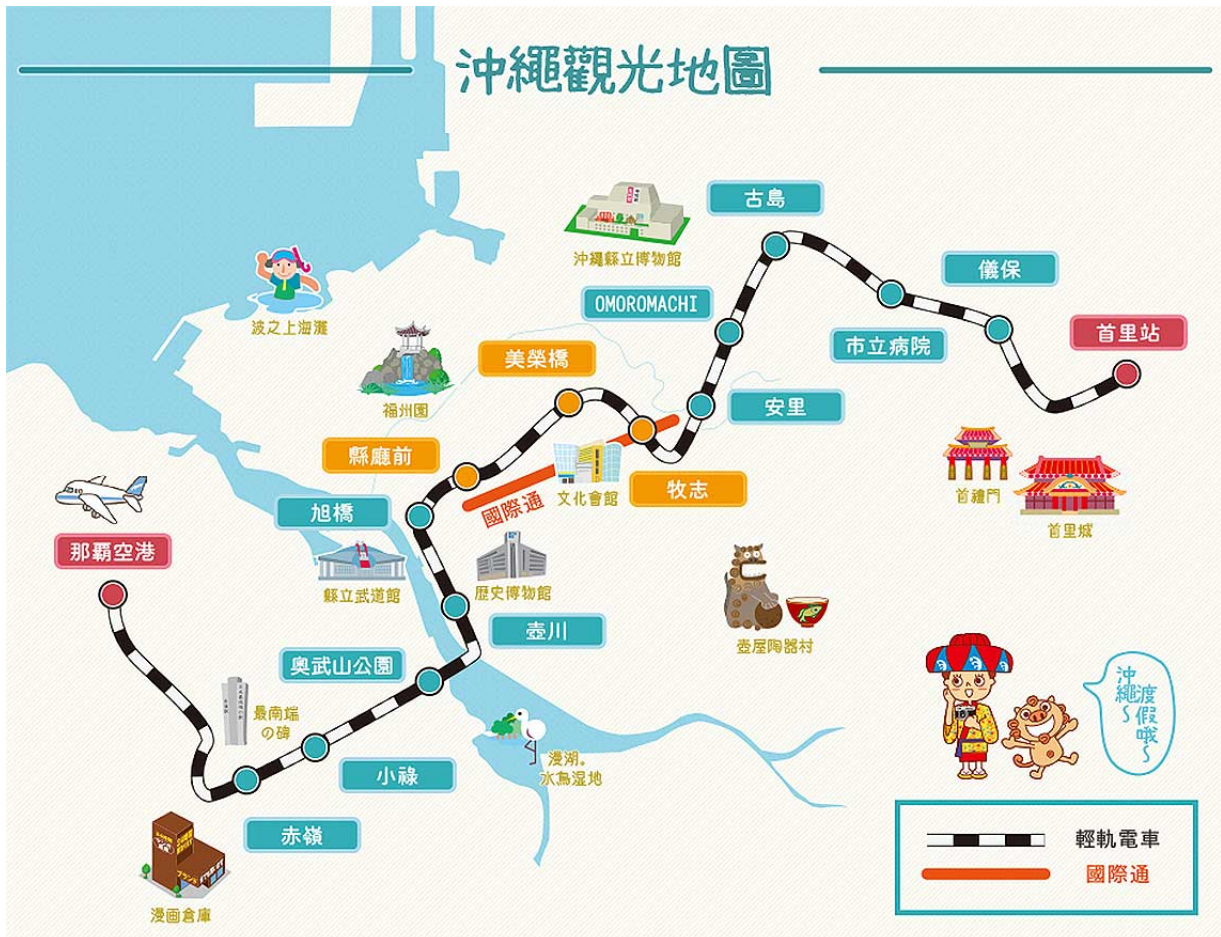 沖繩觀光地圖
古島
沖繩縣立博物館
儀保
OMOROMACHI
波之上海灘
首里站
市立病院
美榮橋
福州園
安里
縣廳前
首禮門
牧志
文化會館
旭橋
國際通
首里城
那覇空港
縣立武道館
歷史博物館
壺川
壺屋陶器村
奧武山公園
沖繩~
渡假哦~
最南端
の碑
漫湖。
水鳥湿地
小祿
赤嶺
輕軌電車
國際通
漫画倉庫